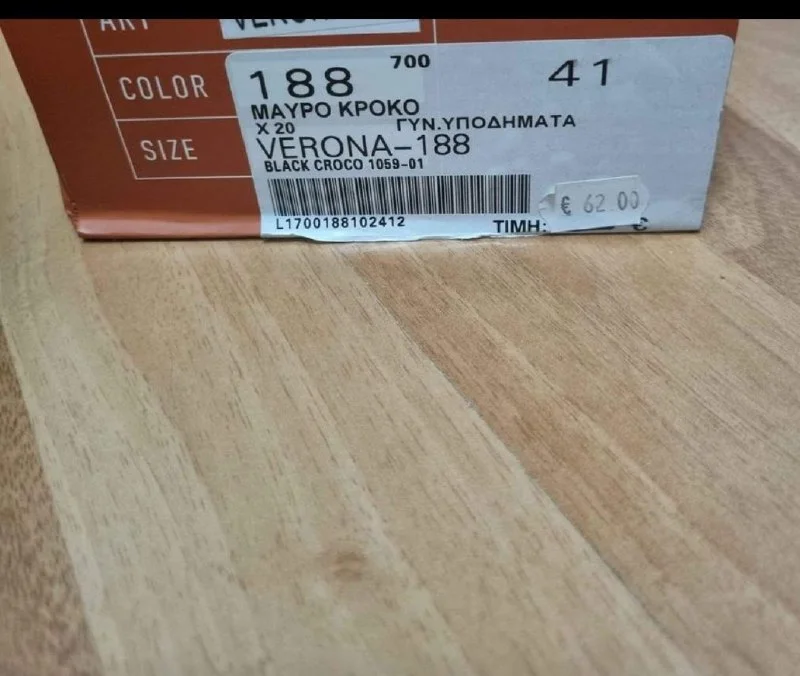 COLOR
SIZE
188 700 41
ΜΑΥΡΟ ΚΡΟΚΟ
X 20 ΓΥΝ.ΥΠΟΔΗΜΑΤΑ
VERONA-188
BLACK CROCO 1059-01
L1700188102412
ΤΙΜΗ: €
€ 62.00